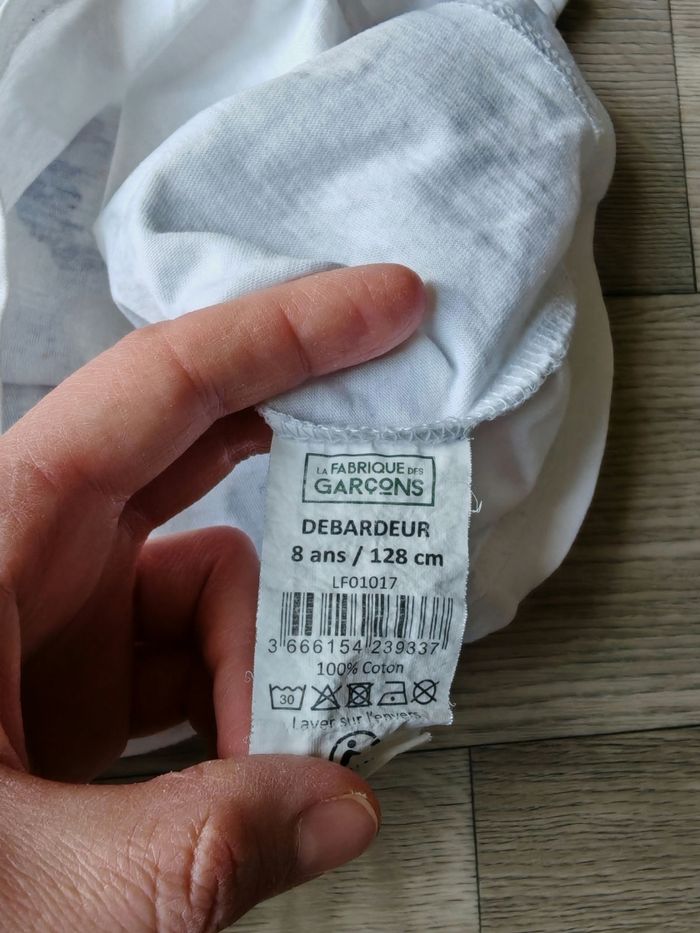 LA FABRIQUE DES
GARÇONS
DEBARDEUR
8 ans / 128 cm
LF01017
3 666154 239337
100% Coton
30
Laver sur l'envers